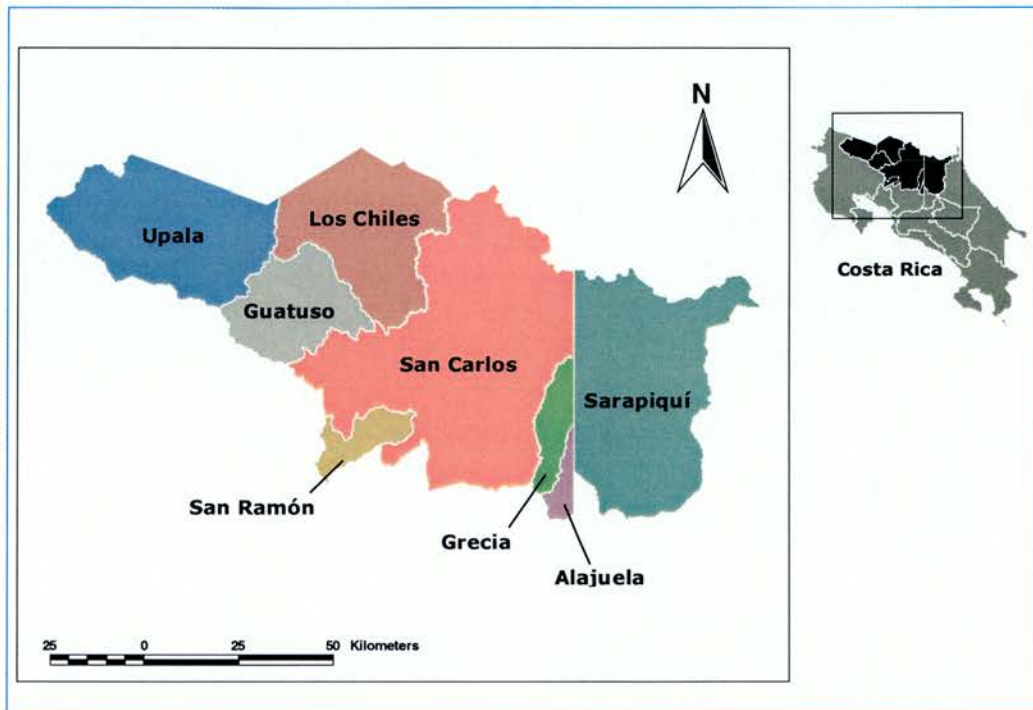 N
Los Chiles
Upala
Costa Rica
Guatuso
San Carlos
Sarapiquí
San Ramón
Grecia
Alajuela
25 0 25 50 Kilometers